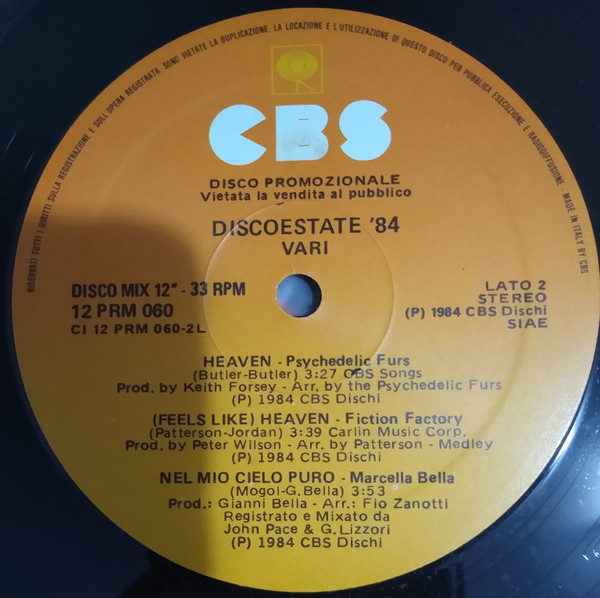 RISERVATI TUTTI I DIRITTI SULLA REGISTRAZIONE E SULL'OPERA REGISTRATA. SONO VIETATE LA DUPLICAZIONE, LA LOCAZIONE E L'UTILIZZAZIONE DI QUESTO DISCO PER PUBBLICA ESECUZIONE E RADIODIFFUSIONE. MADE IN ITALY BY CBS
CBS
DISCO PROMOZIONALE
Vietata la vendita al pubblico
DISCOESTATE '84
VARI
DISCO MIX 12" - 33 RPM
12 PRM 060
CI 12 PRM 060-2L
LATO 2
STEREO
(P) 1984 CBS Dischi
SIAE
HEAVEN - Psychedelic Furs
(Butler-Butler) 3:27 CBS Songs
Prod. by Keith Forsey - Arr. by the Psychedelic Furs
(P) 1984 CBS Dischi
(FEELS LIKE) HEAVEN - Fiction Factory
(Patterson-Jordan) 3:39 Carlin Music Corp.
Prod. by Peter Wilson - Arr. by Patterson - Medley
(P) 1984 CBS Dischi
NEL MIO CIELO PURO - Marcella Bella
(Mogol-G. Bella) 3:53
Prod.: Gianni Bella - Arr.: Fio Zanotti
Registrato e Mixato da
John Pace & G. Lizzori
(P) 1984 CBS Dischi